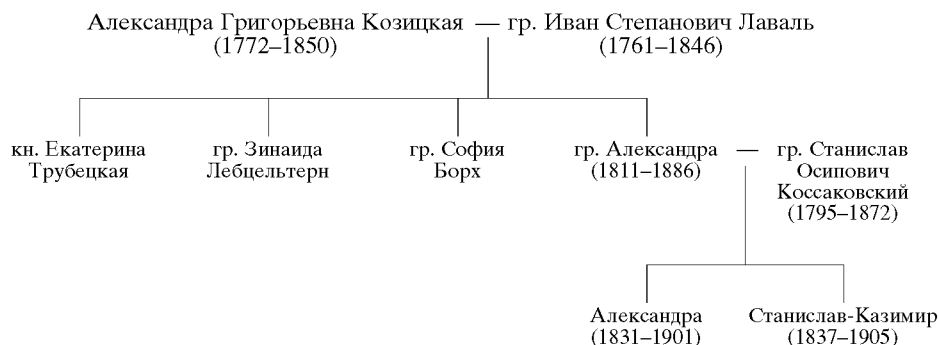 Александра Григорьевна Козицкая — гр. Иван Степанович Лаваль
(1772–1850) (1761–1846)
кн. Екатерина Трубецкая
гр. Зинаида Лебцельтерн
гр. София Борх
гр. Александра — гр. Станислав
(1811–1886) Осипович
Коссаковский
(1795–1872)
Александра Станислав-Казимир
(1831–1901) (1837–1905)